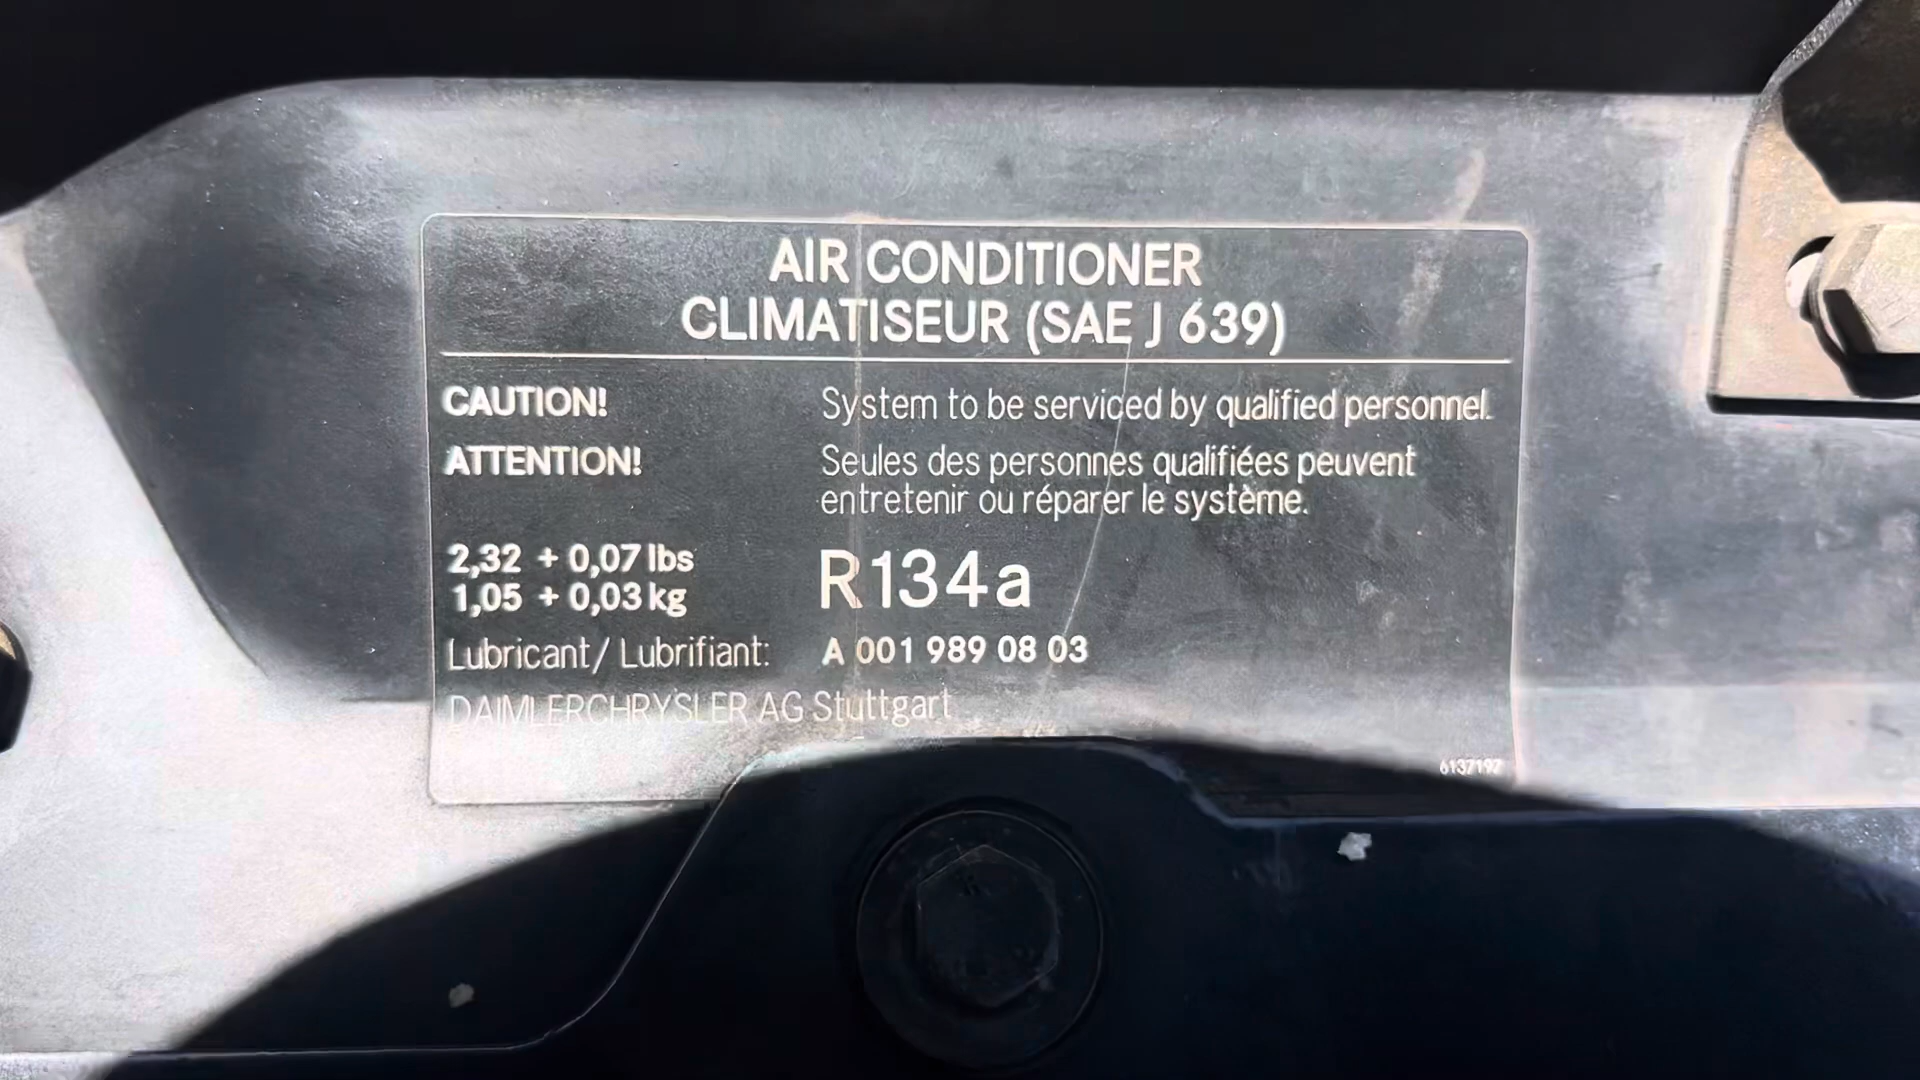 AIR CONDITIONER
CLIMATISEUR (SAE J 639)
CAUTION! System to be serviced by qualified personnel.
ATTENTION! Seules des personnes qualifiées peuvent
entretenir ou réparer le système.
2,32 + 0,07 lbs
1,05 + 0,03 kg
R134a
Lubricant/ Lubrifiant: A 001 989 08 03
DAIMLERCHRYSLER AG Stuttgart
6137192